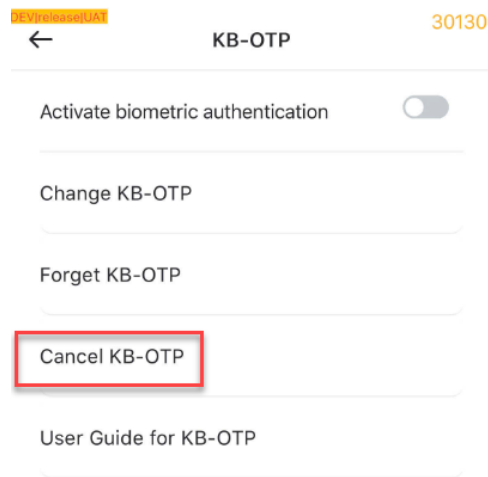 DEV|release|UAT
30130
KB-OTP
Activate biometric authentication
Change KB-OTP
Forget KB-OTP
Cancel KB-OTP
User Guide for KB-OTP